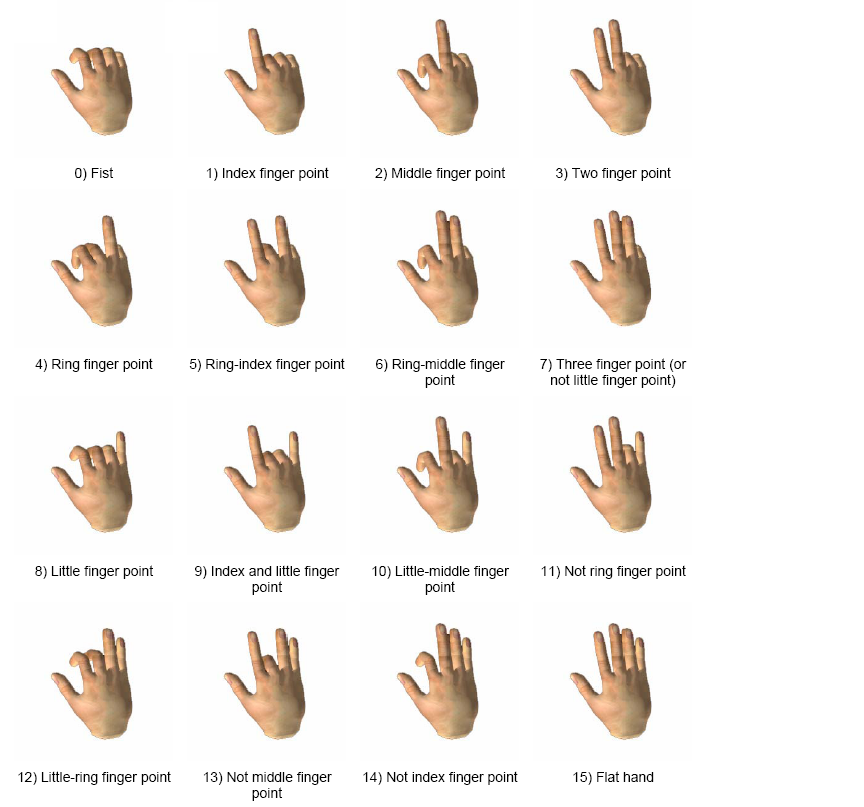 0) Fist
1) Index finger point
2) Middle finger point
3) Two finger point
4) Ring finger point
5) Ring-index finger point
6) Ring-middle finger
point
7) Three finger point (or
not little finger point)
8) Little finger point
9) Index and little finger
point
10) Little-middle finger
point
11) Not ring finger point
12) Little-ring finger point
13) Not middle finger
point
14) Not index finger point
15) Flat hand